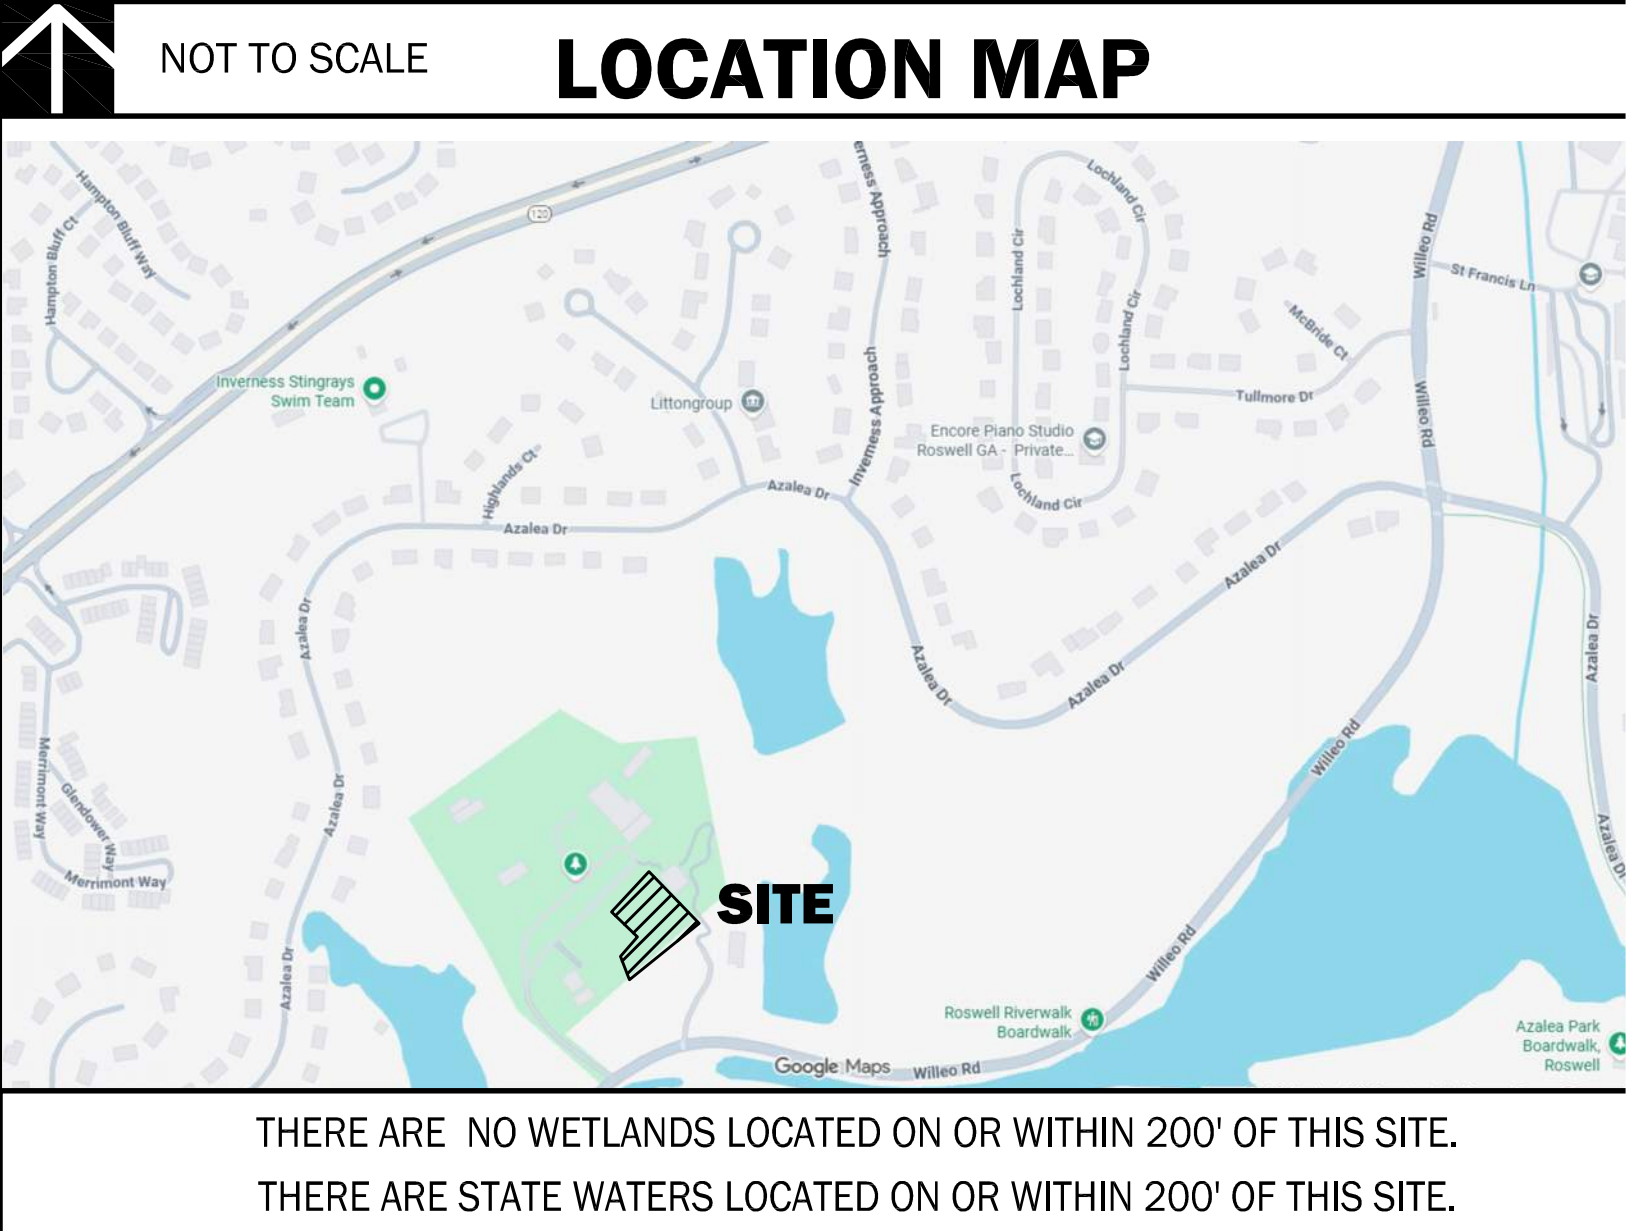 NOT TO SCALE
LOCATION MAP
Hampton Bluff Way
Hampton Bluff Ct
120
erness Approach
Inverness Approach
Lochland Cir
Lochland Cir
Lochland Cir
Lochland Cir
Willeo Rd
St Francis Ln
McBride Ct
Tullmore Dr
Willeo Rd
Inverness Stingrays
Swim Team
Littongroup
Encore Piano Studio
Roswell GA - Private...
Highlands Ct
Azalea Dr
Azalea Dr
Azalea Dr
Azalea Dr
Azalea Dr
Azalea Dr
Azalea Dr
Azalea Dr
Azalea Dr
Azalea Dr
Willeo Rd
Merrimont Way
Glendower Way
Merrimont Way
SITE
Willeo Rd
Roswell Riverwalk
Boardwalk
Azalea Park
Boardwalk,
Roswell
Google Maps
Willeo Rd
THERE ARE NO WETLANDS LOCATED ON OR WITHIN 200' OF THIS SITE.
THERE ARE STATE WATERS LOCATED ON OR WITHIN 200' OF THIS SITE.